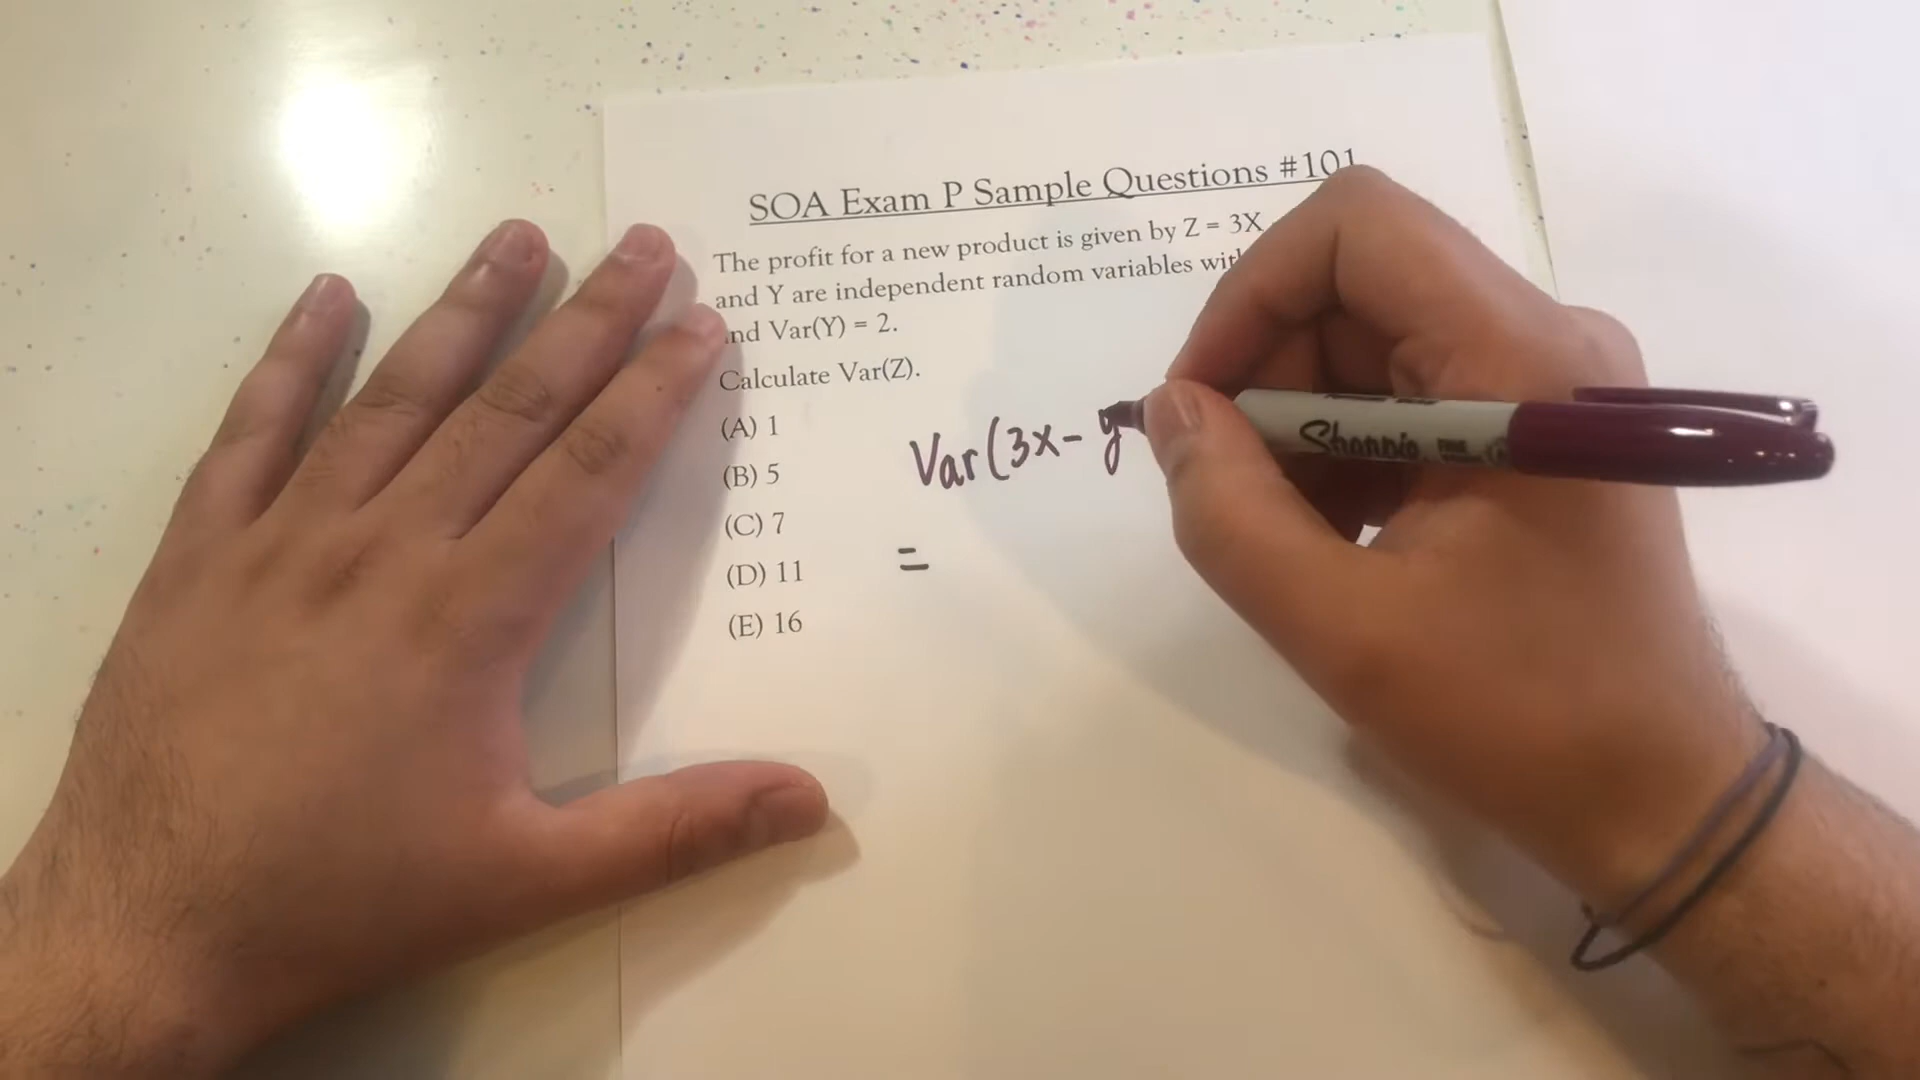 SOA Exam P Sample Questions #101
The profit for a new product is given by Z = 3X
and Y are independent random variables with
nd Var(Y) = 2.
Calculate Var(Z).
(A) 1
(B) 5
(C) 7
(D) 11
(E) 16
Var(3x-y
=
Sharpie